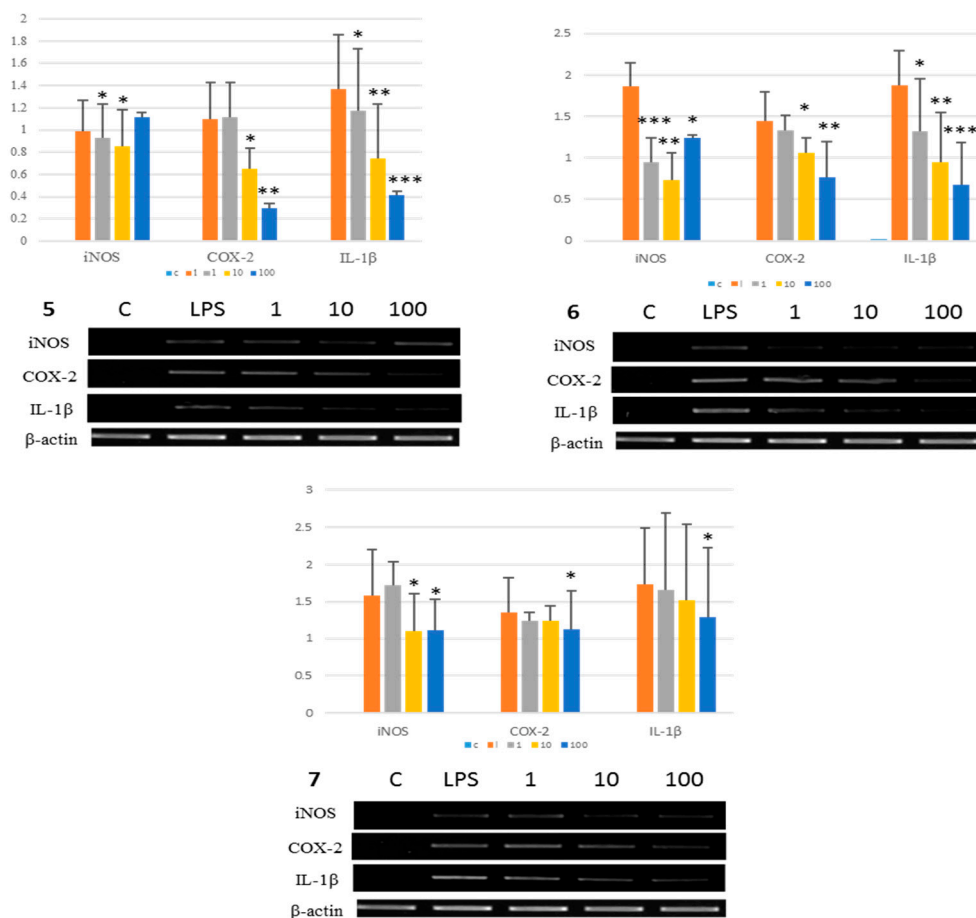 2
1.8
1.6
1.4
1.2
1
0.8
0.6
0.4
0.2
0
* * * ** * ** * ***
iNOS COX-2 IL-1β
c 1 1 10 100
5 C LPS 1 10 100
iNOS
COX-2
IL-1β
β-actin
2.5
2
1.5
1
0.5
0
*** ** * * ** * ** ***
iNOS COX-2 IL-1β
c l 1 10 100
6 C LPS 1 10 100
iNOS
COX-2
IL-1β
β-actin
3
2.5
2
1.5
1
0.5
0
* * * *
iNOS COX-2 IL-1β
c l 1 10 100
7 C LPS 1 10 100
iNOS
COX-2
IL-1β
β-actin